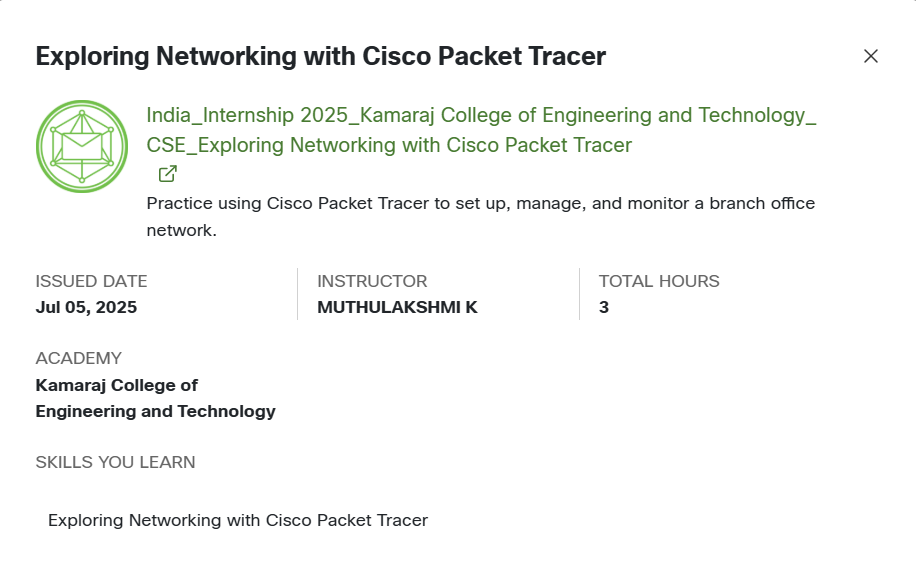 Exploring Networking with Cisco Packet Tracer
India_Internship 2025_Kamaraj College of Engineering and Technology_
CSE_Exploring Networking with Cisco Packet Tracer
Practice using Cisco Packet Tracer to set up, manage, and monitor a branch office
network.
ISSUED DATE
Jul 05, 2025
INSTRUCTOR
MUTHULAKSHMI K
TOTAL HOURS
3
ACADEMY
Kamaraj College of
Engineering and Technology
SKILLS YOU LEARN
Exploring Networking with Cisco Packet Tracer